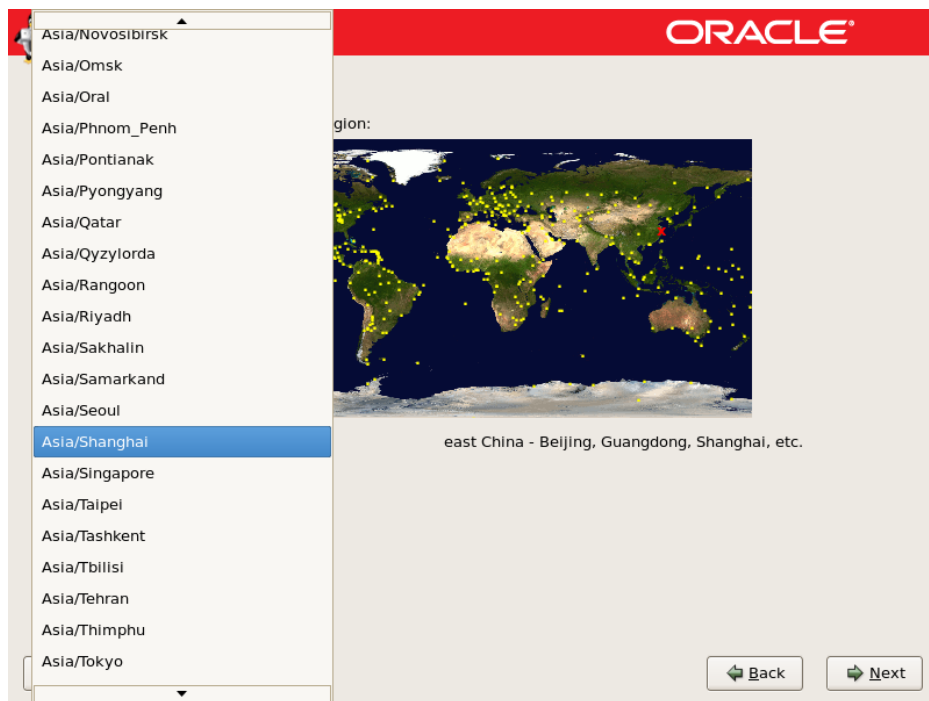 ORACLE
Asia/Novosibirsk
Asia/Omsk
Asia/Oral
Asia/Phnom_Penh
gion:
Asia/Pontianak
Asia/Pyongyang
Asia/Qatar
Asia/Qyzylorda
Asia/Rangoon
Asia/Riyadh
Asia/Sakhalin
Asia/Samarkand
Asia/Seoul
Asia/Shanghai
east China - Beijing, Guangdong, Shanghai, etc.
Asia/Singapore
Asia/Taipei
Asia/Tashkent
Asia/Tbilisi
Asia/Tehran
Asia/Thimphu
Asia/Tokyo
Back
Next